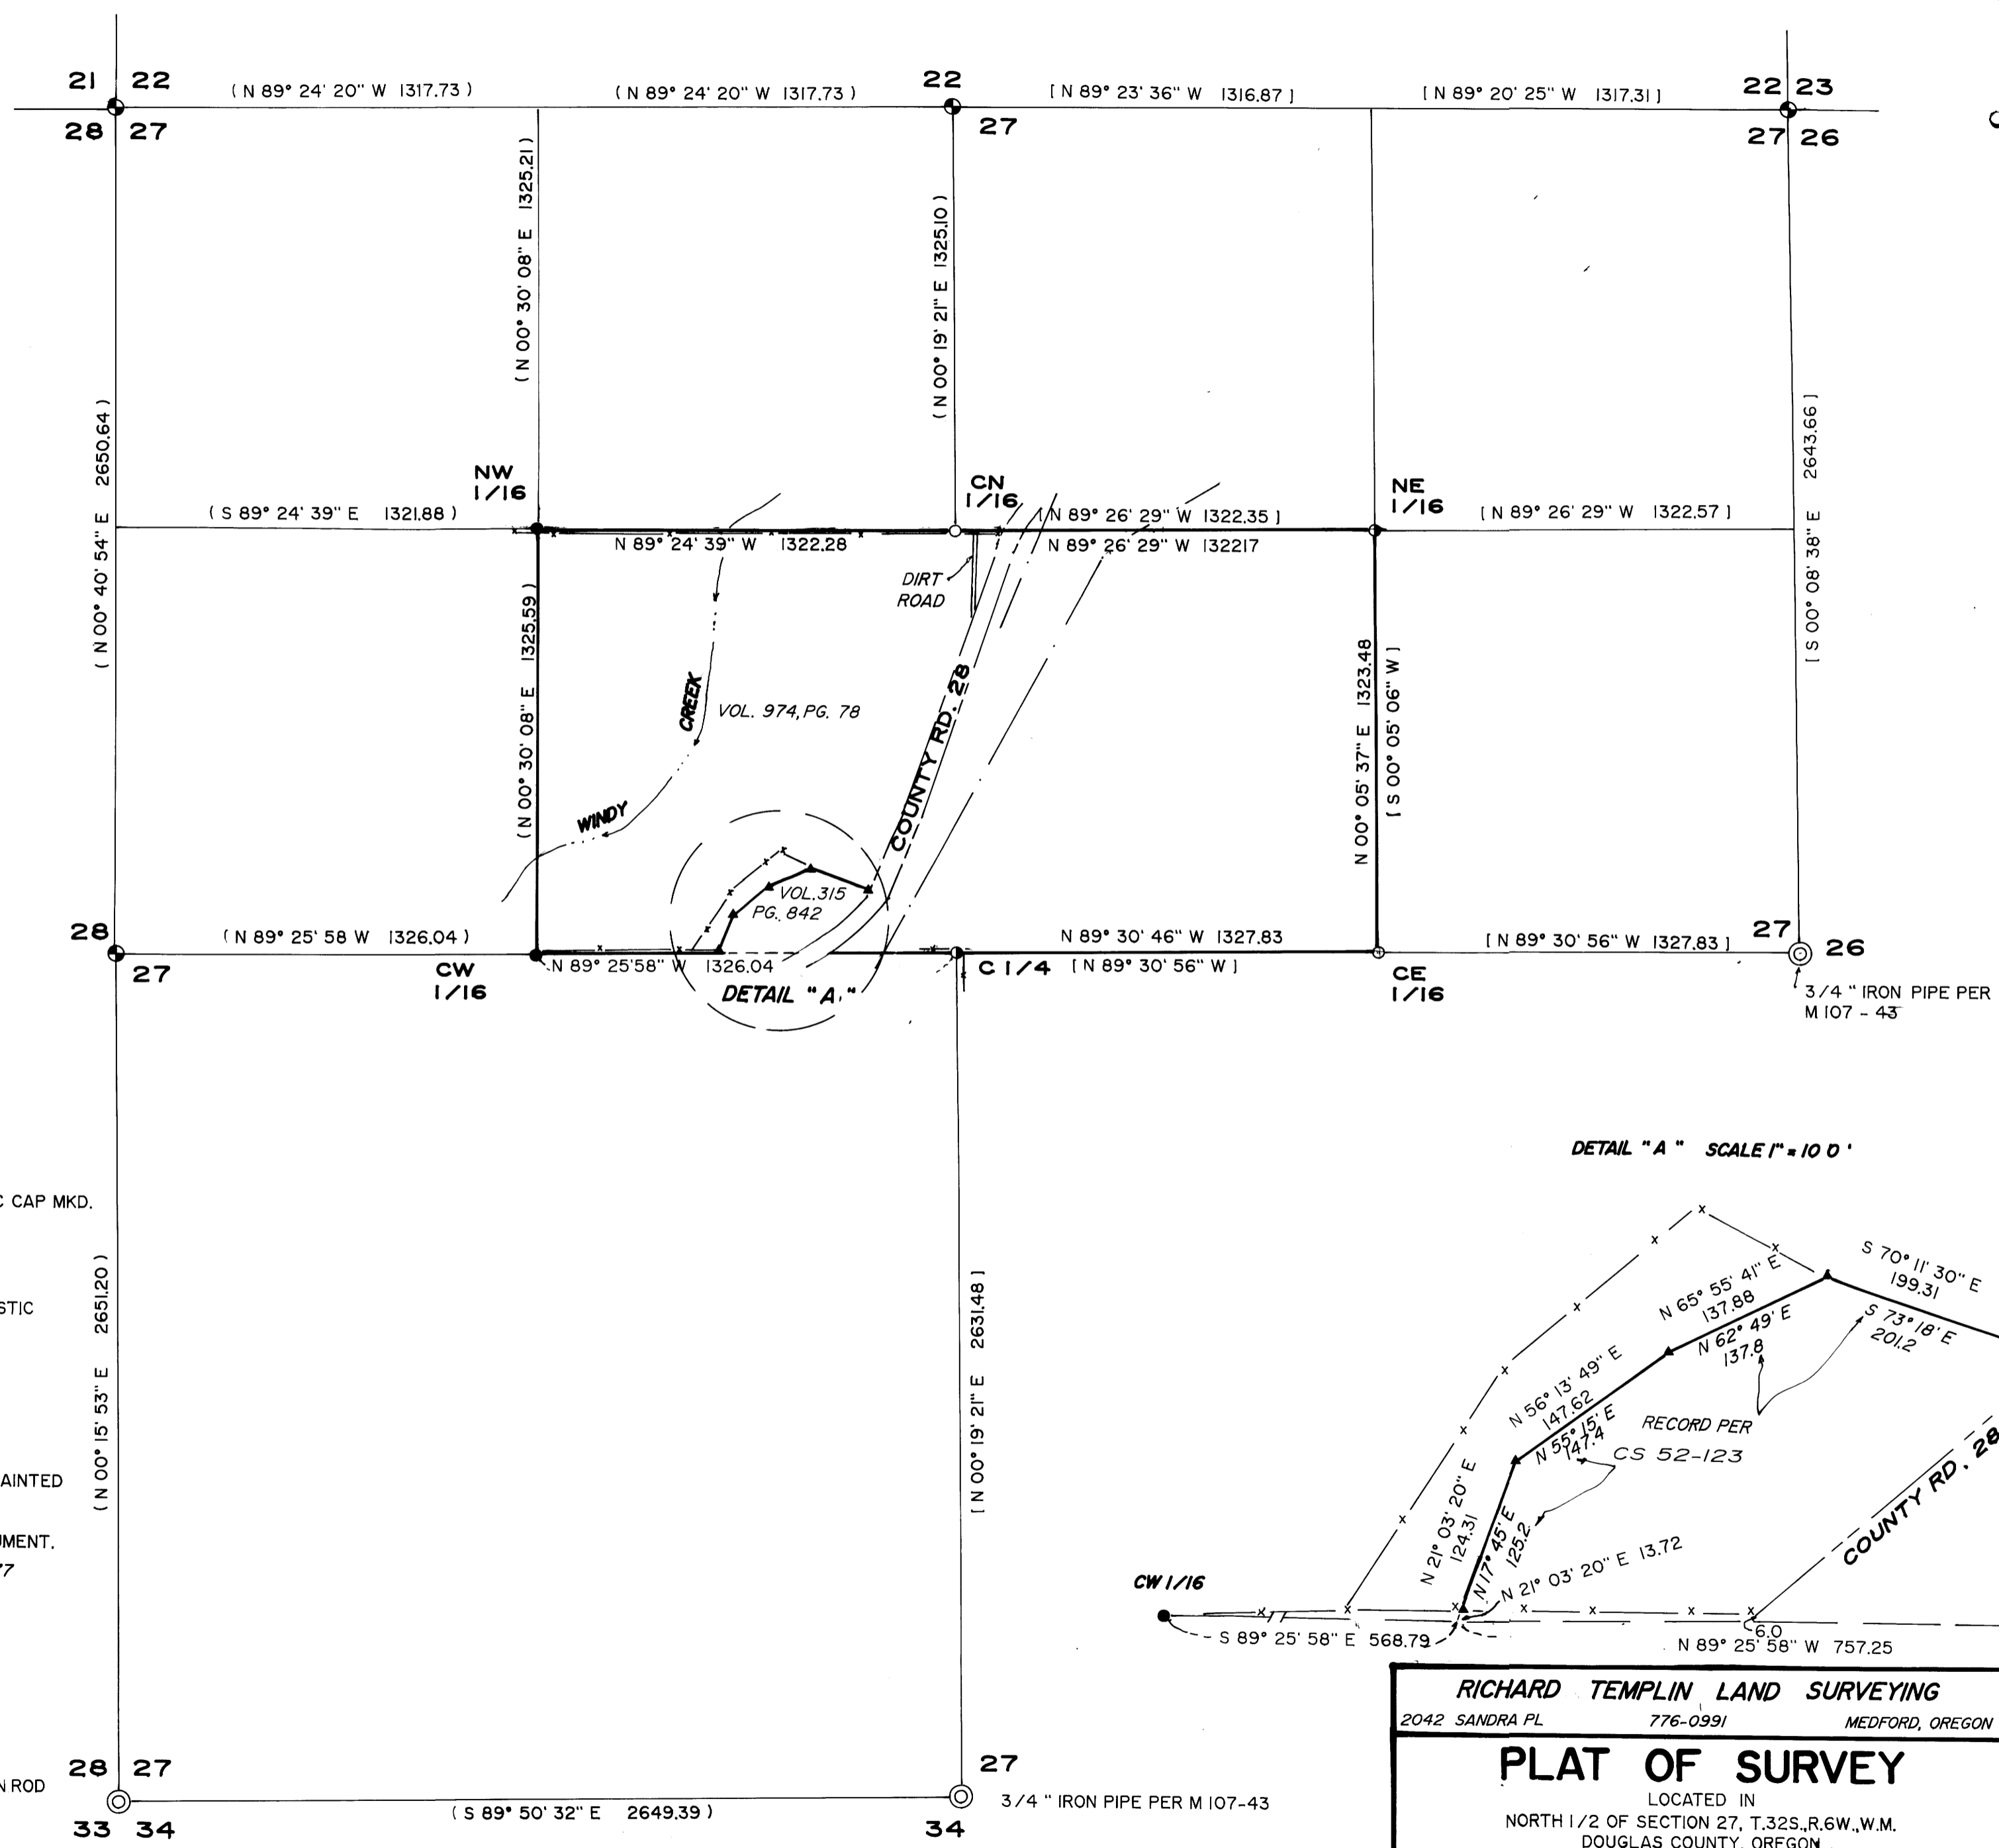 21 22
( N 89° 24' 20" W 1317.73 )
( N 89° 24' 20" W 1317.73 )
22
[ N 89° 23' 36" W 1316.87 ]
[ N 89° 20' 25" W 1317.31 ]
22 23
28 27
27
27 26
( N 00° 40' 54" E 2650.64 )
( N 00° 30' 08" E 1325.21 )
( N 00° 19' 21" E 1325.10 )
[ S 00° 08' 38" E 2643.66 ]
NW
1/16
CN
1/16
NE
1/16
( S 89° 24' 39" E 1321.88 )
[ N 89° 26' 29" W 1322.35 ]
[ N 89° 26' 29" W 1322.57 ]
N 89° 24' 39" W 1322.28
N 89° 26' 29" W 132217
DIRT
ROAD
( N 00° 30' 08" E 1325.59 )
CREEK
VOL. 974, PG. 78
COUNTY RD. 28
N 00° 05' 37" E 1323.48
[ S 00° 05' 06" W ]
WINDY
VOL. 315
PG. 842
28
( N 89° 25' 58 W 1326.04 )
N 89° 30' 46" W 1327.83
[ N 89° 30' 56" W 1327.83 ]
27
26
27
CW
1/16
N 89° 25'58" W 1326.04
C 1/4
[ N 89° 30' 56" W ]
CE
1/16
DETAIL "A"
3/4 " IRON PIPE PER
M 107 - 43
DETAIL "A " SCALE 1" = 100'
C CAP MKD.
( N 00° 15' 53" E 2651.20 )
[ N 00° 19' 21" E 2631.48 ]
STIC
S 70° 11' 30" E
199.31
N 65° 55' 41" E
137.88
S 73° 18' E
201.2
N 62° 49' E
137.8
N 56° 13' 49" E
147.62
N 55° 15' E
147.4
RECORD PER
CS 52-123
AINTED
UMENT.
77
N 21° 03' 20" E
124.31
N 17° 45' E
125.2
N 21° 03' 20" E 13.72
COUNTY RD. 28
CW 1/16
S 89° 25' 58" E 568.79
6.0
N 89° 25' 58" W 757.25
RICHARD TEMPLIN LAND SURVEYING
2042 SANDRA PL 776-0991 MEDFORD, OREGON
PLAT OF SURVEY
LOCATED IN
NORTH 1/2 OF SECTION 27, T.32S.,R.6W.,W.M.
DOUGLAS COUNTY, OREGON
28 27
27
N ROD
( S 89° 50' 32" E 2649.39 )
3/4 " IRON PIPE PER M 107-43
33 34
34